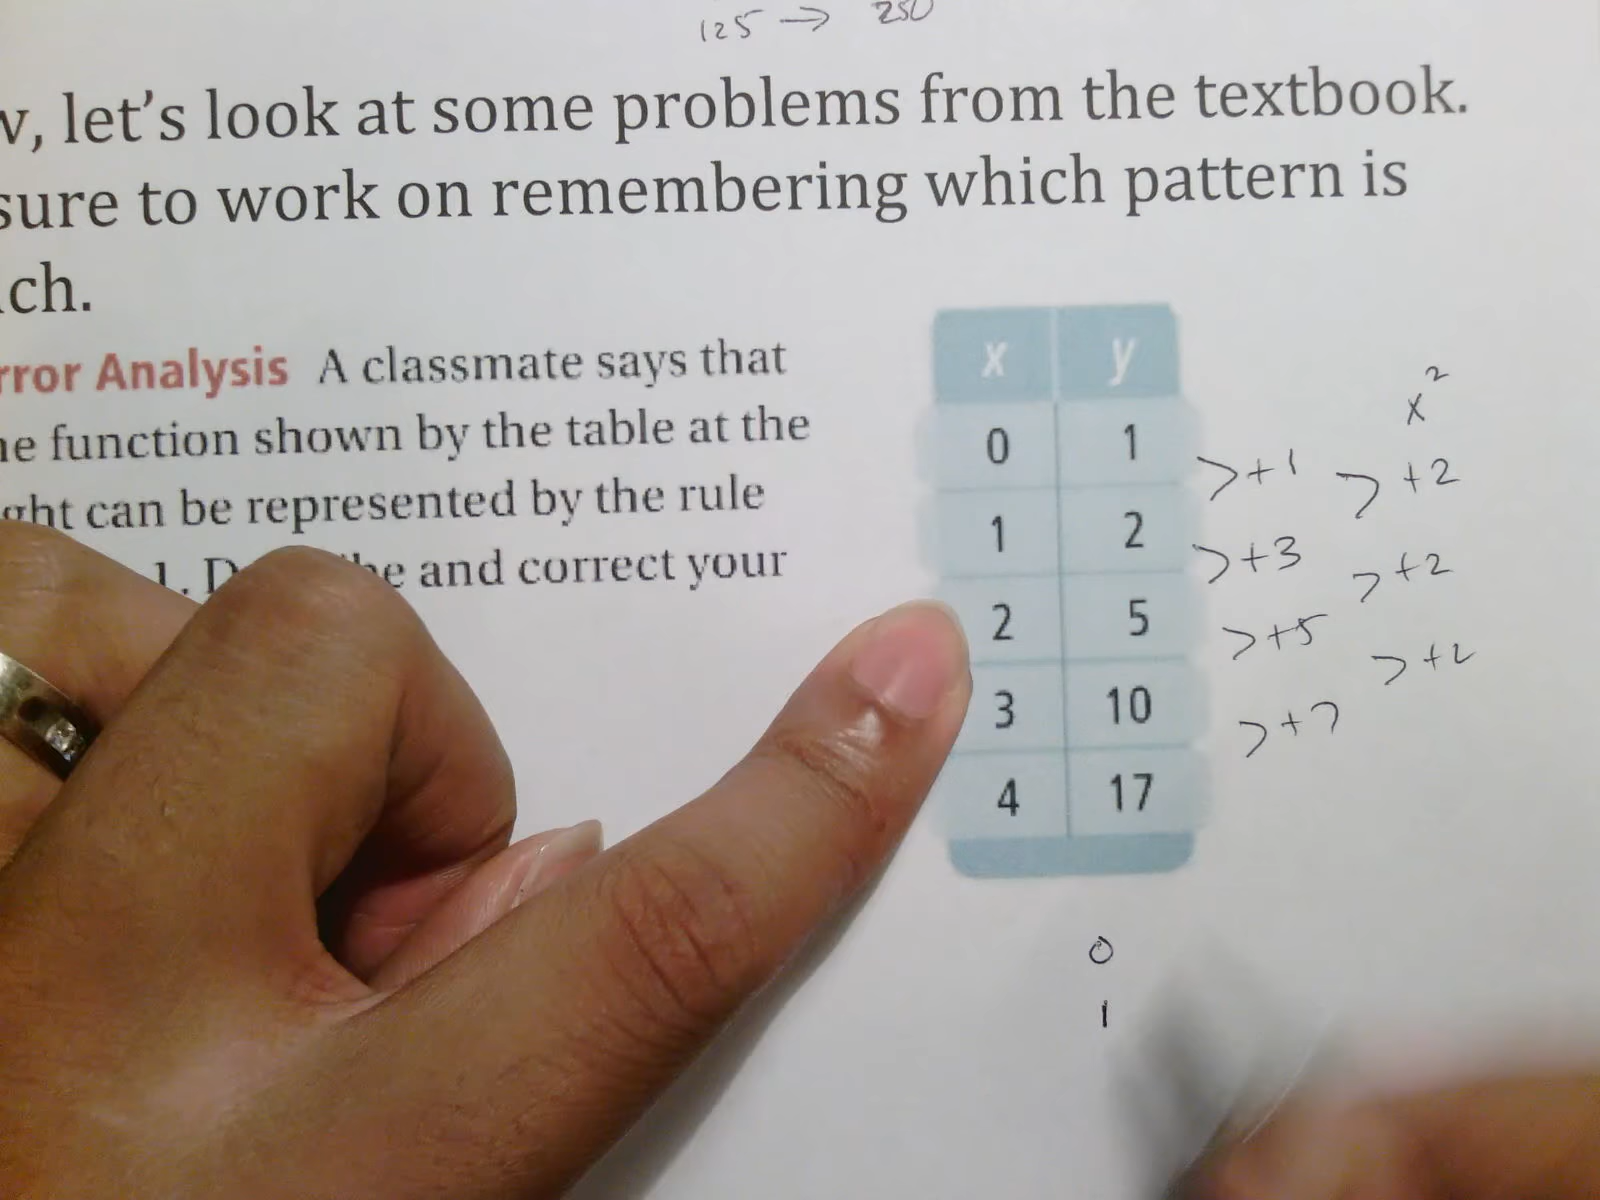 125 → 250
let's look at some problems from the textbook.
sure to work on remembering which pattern is
ch.
rror Analysis A classmate says that
function shown by the table at the
ght can be represented by the rule
1. and correct your
x y
0 1
1 2
2 5
3 10
4 17
x²
>+1 >+2
>+3 >+2
>+5 >+2
>+7
0
1